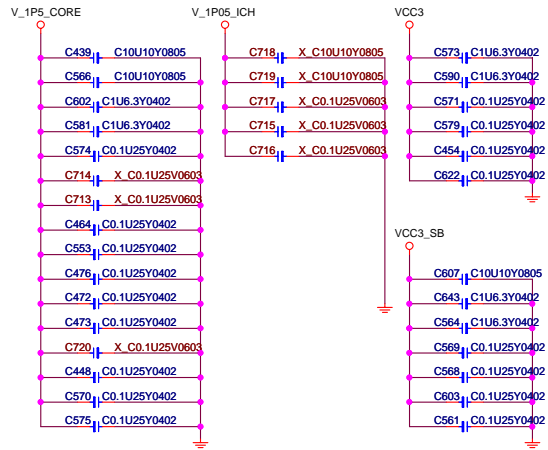 V_1P5_CORE
C439 C10U10Y0805
C566 C10U10Y0805
C602 C1U6.3Y0402
C581 C1U6.3Y0402
C574 C0.1U25Y0402
C714 X_C0.1U25V0603
C713 X_C0.1U25V0603
C464 C0.1U25Y0402
C553 C0.1U25Y0402
C476 C0.1U25Y0402
C472 C0.1U25Y0402
C473 C0.1U25Y0402
C720 X_C0.1U25V0603
C448 C0.1U25Y0402
C570 C0.1U25Y0402
C575 C0.1U25Y0402
V_1P05_ICH
C718 X_C10U10Y0805
C719 X_C10U10Y0805
C717 X_C0.1U25V0603
C715 X_C0.1U25V0603
C716 X_C0.1U25V0603
VCC3
C573 C1U6.3Y0402
C590 C1U6.3Y0402
C571 C0.1U25Y0402
C579 C0.1U25Y0402
C454 C0.1U25Y0402
C622 C0.1U25Y0402
VCC3_SB
C607 C10U10Y0805
C643 C1U6.3Y0402
C564 C1U6.3Y0402
C569 C0.1U25Y0402
C568 C0.1U25Y0402
C603 C0.1U25Y0402
C561 C0.1U25Y0402